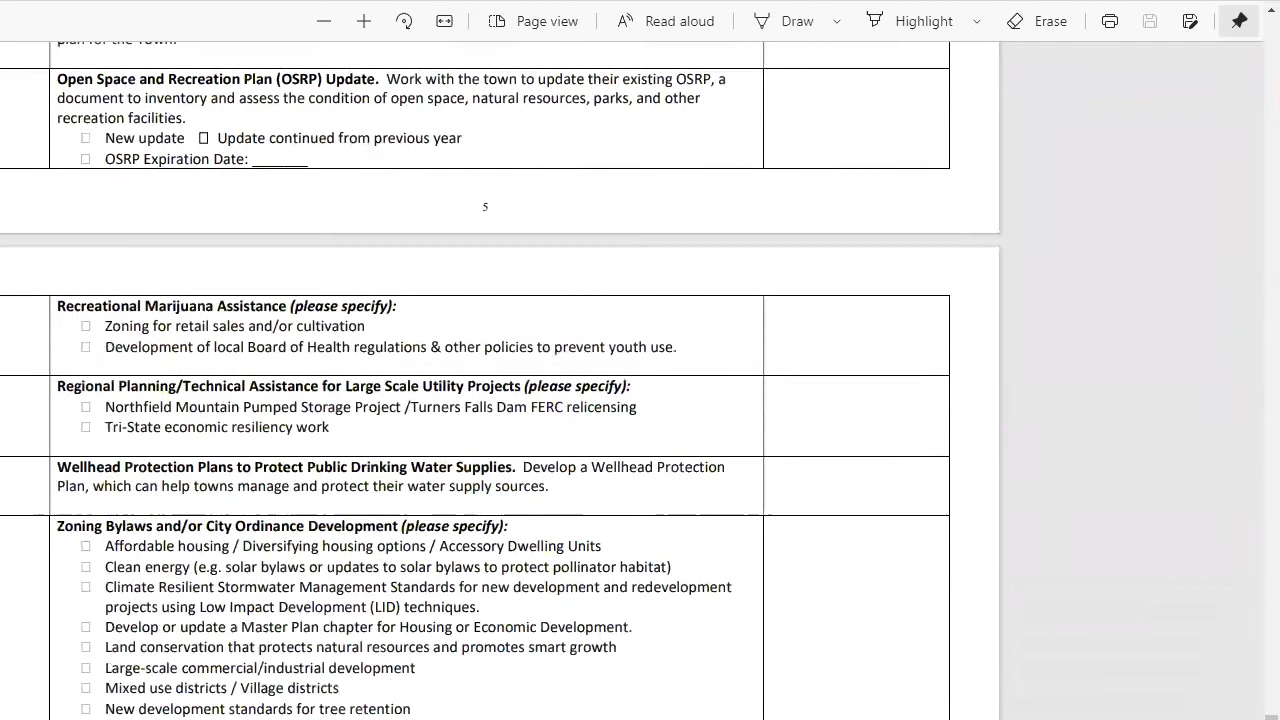 Page view
Read aloud
Draw
Highlight
Erase
plan for the Town.
Open Space and Recreation Plan (OSRP) Update. Work with the town to update their existing OSRP, a
document to inventory and assess the condition of open space, natural resources, parks, and other
recreation facilities.
☐ New update ☐ Update continued from previous year
☐ OSRP Expiration Date: _______
5
Recreational Marijuana Assistance (please specify):
☐ Zoning for retail sales and/or cultivation
☐ Development of local Board of Health regulations & other policies to prevent youth use.
Regional Planning/Technical Assistance for Large Scale Utility Projects (please specify):
☐ Northfield Mountain Pumped Storage Project /Turners Falls Dam FERC relicensing
☐ Tri-State economic resiliency work
Wellhead Protection Plans to Protect Public Drinking Water Supplies. Develop a Wellhead Protection
Plan, which can help towns manage and protect their water supply sources.
Zoning Bylaws and/or City Ordinance Development (please specify):
☐ Affordable housing / Diversifying housing options / Accessory Dwelling Units
☐ Clean energy (e.g. solar bylaws or updates to solar bylaws to protect pollinator habitat)
☐ Climate Resilient Stormwater Management Standards for new development and redevelopment
projects using Low Impact Development (LID) techniques.
☐ Develop or update a Master Plan chapter for Housing or Economic Development.
☐ Land conservation that protects natural resources and promotes smart growth
☐ Large-scale commercial/industrial development
☐ Mixed use districts / Village districts
☐ New development standards for tree retention